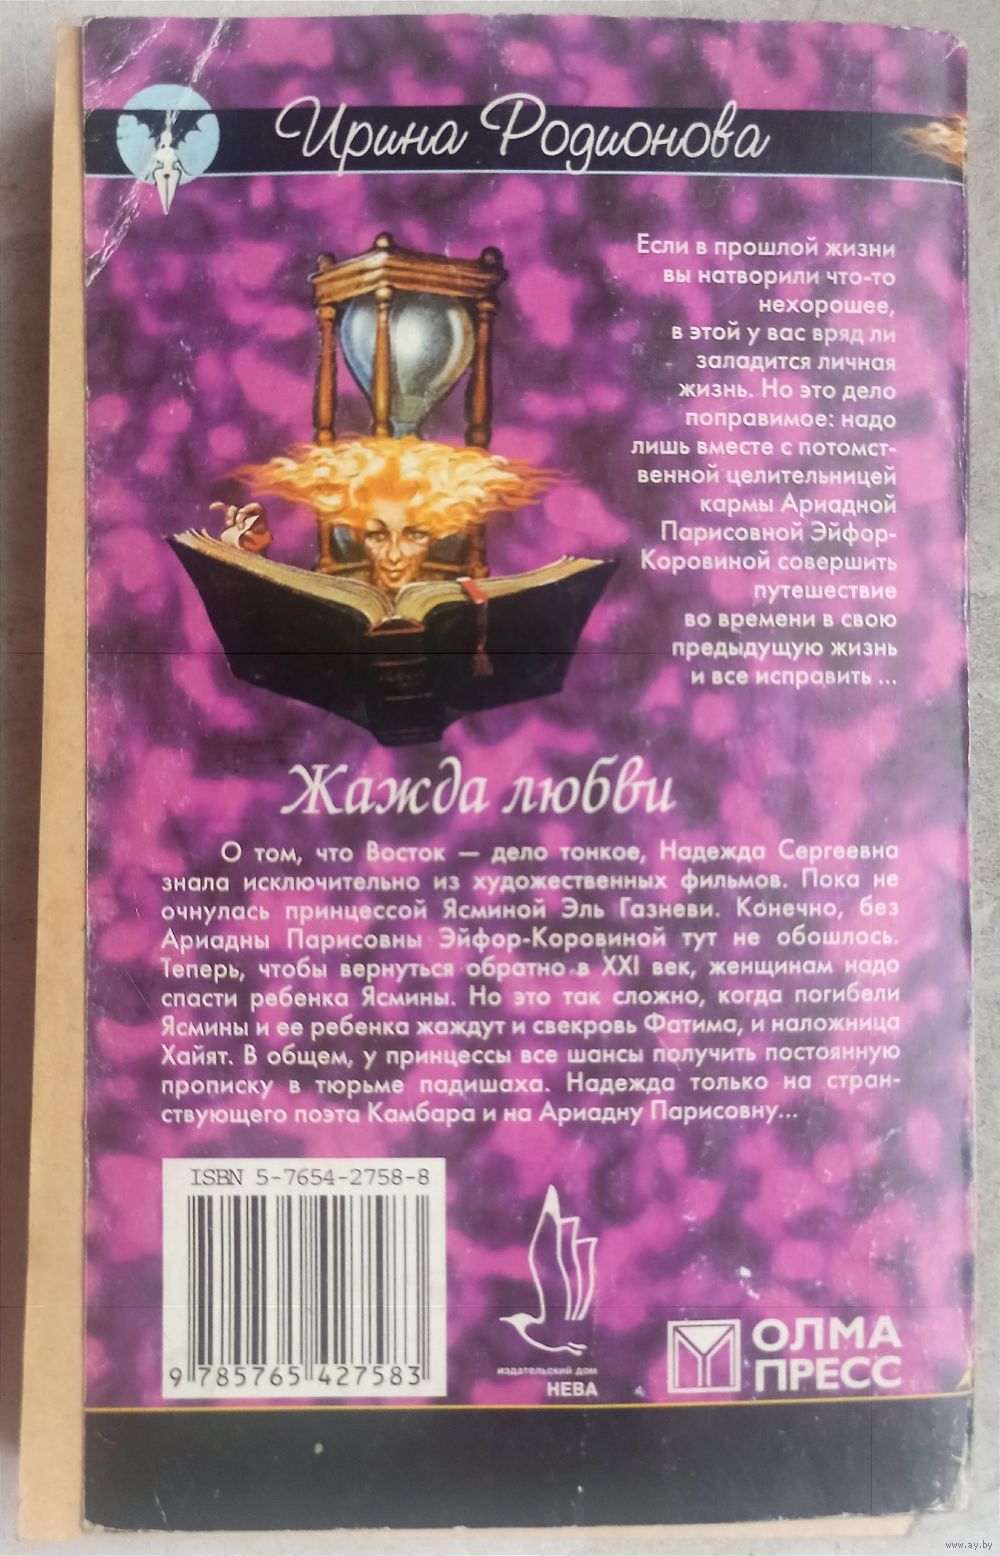 Ирина Родионова
Если в прошлой жизни
вы натворили что-то
нехорошее,
в этой у вас вряд ли
заладится личная
жизнь. Но это дело
поправимое: надо
лишь вместе с потомст-
венной целительницей
кармы Ариадной
Парисовной Эйфор-
Коровиной совершить
путешествие
во времени в свою
предыдущую жизнь
и все исправить ...
Жажда любви
О том, что Восток — дело тонкое, Надежда Сергеевна
знала исключительно из художественных фильмов. Пока не
очнулась принцессой Ясминой Эль Газневи. Конечно, без
Ариадны Парисовны Эйфор-Коровиной тут не обошлось.
Теперь, чтобы вернуться обратно в XXI век, женщинам надо
спасти ребенка Ясмины. Но это так сложно, когда погибели
Ясмины и ее ребенка жаждут и свекровь Фатима, и наложница
Хайят. В общем, у принцессы все шансы получить постоянную
прописку в тюрьме падишаха. Надежда только на стран-
ствующего поэта Камбара и на Ариадну Парисовну...
ISBN 5-7654-2758-8
9 785765 427583
издательский дом
НЕВА
ОЛМА
ПРЕСС
www.ay.by